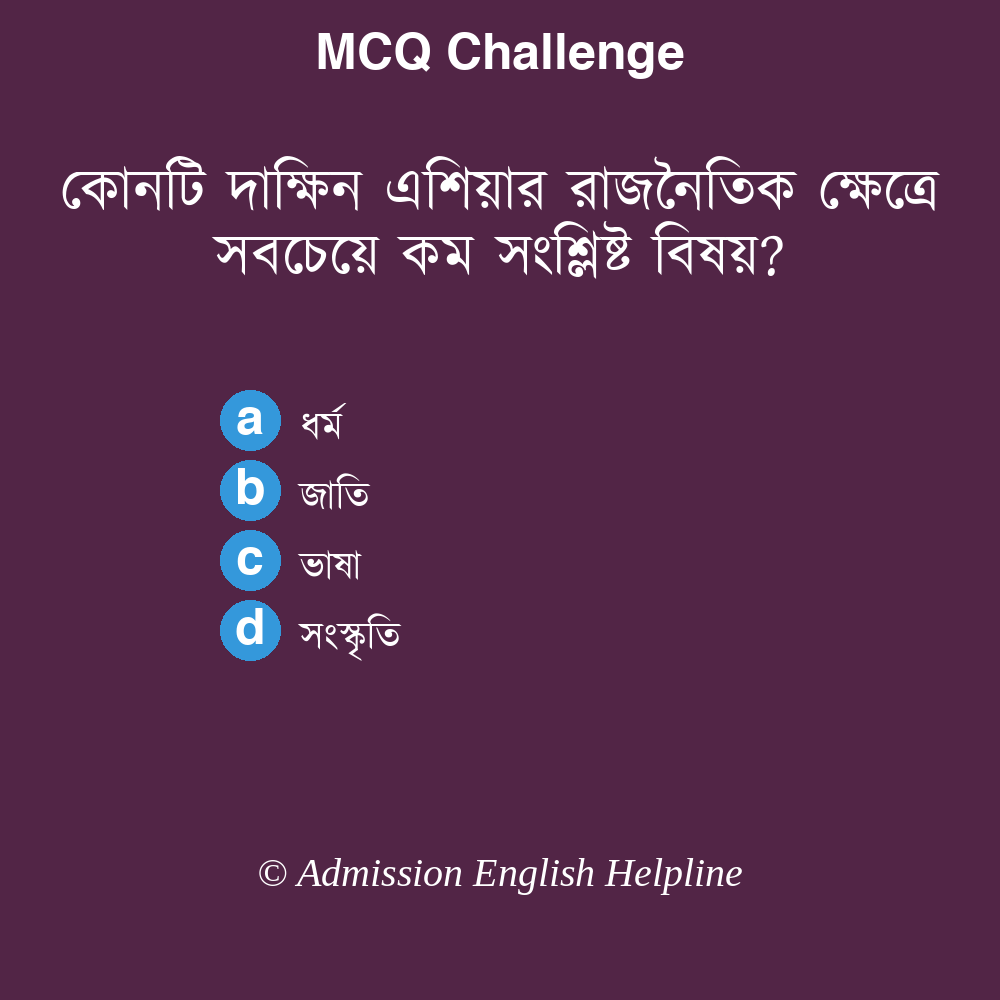 MCQ Challenge
কোনটি দাক্ষিন এশিয়ার রাজনৈতিক ক্ষেত্রে
সবচেয়ে কম সংশ্লিষ্ট বিষয়?
a ধর্ম
b জাতি
c ভাষা
d সংস্কৃতি
© Admission English Helpline